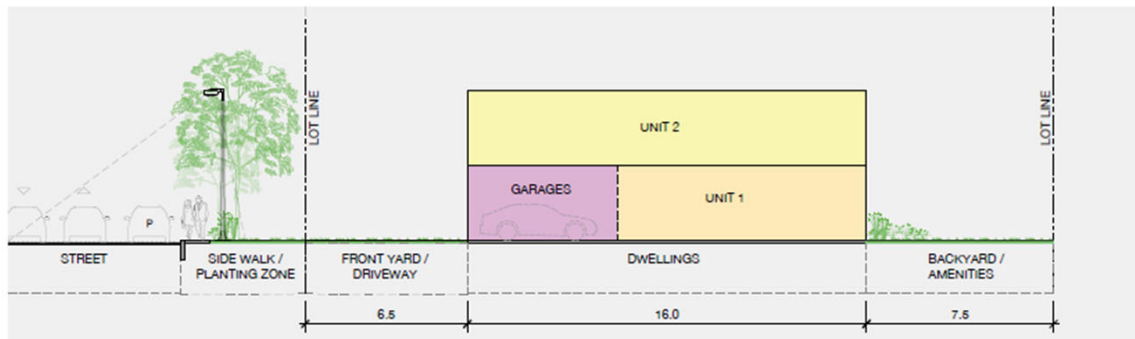 LOT LINE
LOT LINE
UNIT 2
GARAGES
UNIT 1
P
STREET
SIDE WALK /
PLANTING ZONE
FRONT YARD /
DRIVEWAY
DWELLINGS
BACKYARD /
AMENITIES
6.5
16.0
7.5